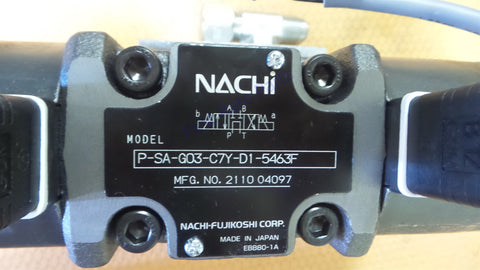 NACHi
A B
b a
P T
MODEL
P-SA-G03-C7Y-D1-5463F
MFG. NO. 2110 04097
NACHI-FUJIKOSHI CORP.
MADE IN JAPAN
E8880-1A